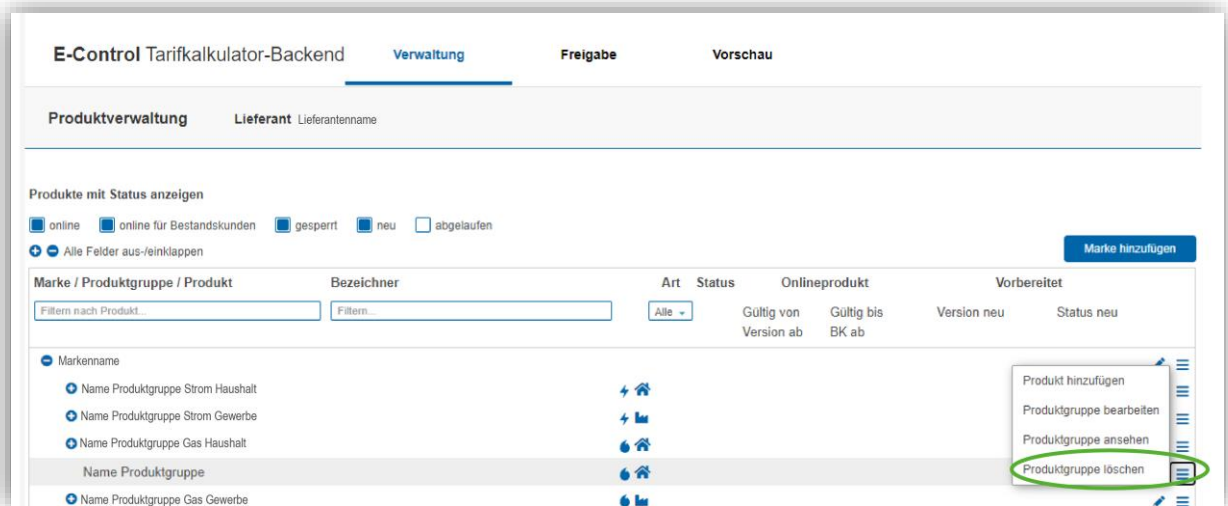 E-Control Tarifkalkulator-Backend Verwaltung Freigabe Vorschau
Produktverwaltung Lieferant Lieferantenname
Produkte mit Status anzeigen
online online für Bestandskunden gesperrt neu abgelaufen
Alle Felder aus-/einklappen Marke hinzufügen
Marke / Produktgruppe / Produkt Bezeichner Art Status Onlineprodukt Vorbereitet
Filtern nach Produkt... Filtern... Alle Gültig von Gültig bis Version neu Status neu
Version ab BK ab
Markenname
Produkt hinzufügen
Name Produktgruppe Strom Haushalt
Produktgruppe bearbeiten
Name Produktgruppe Strom Gewerbe
Produktgruppe ansehen
Name Produktgruppe Gas Haushalt
Name Produktgruppe Produktgruppe löschen
Name Produktgruppe Gas Gewerbe